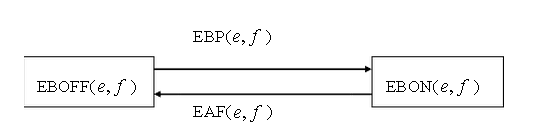 EBP(e, f )
EBOFF(e, f )
EBON(e, f )
EAF(e, f )